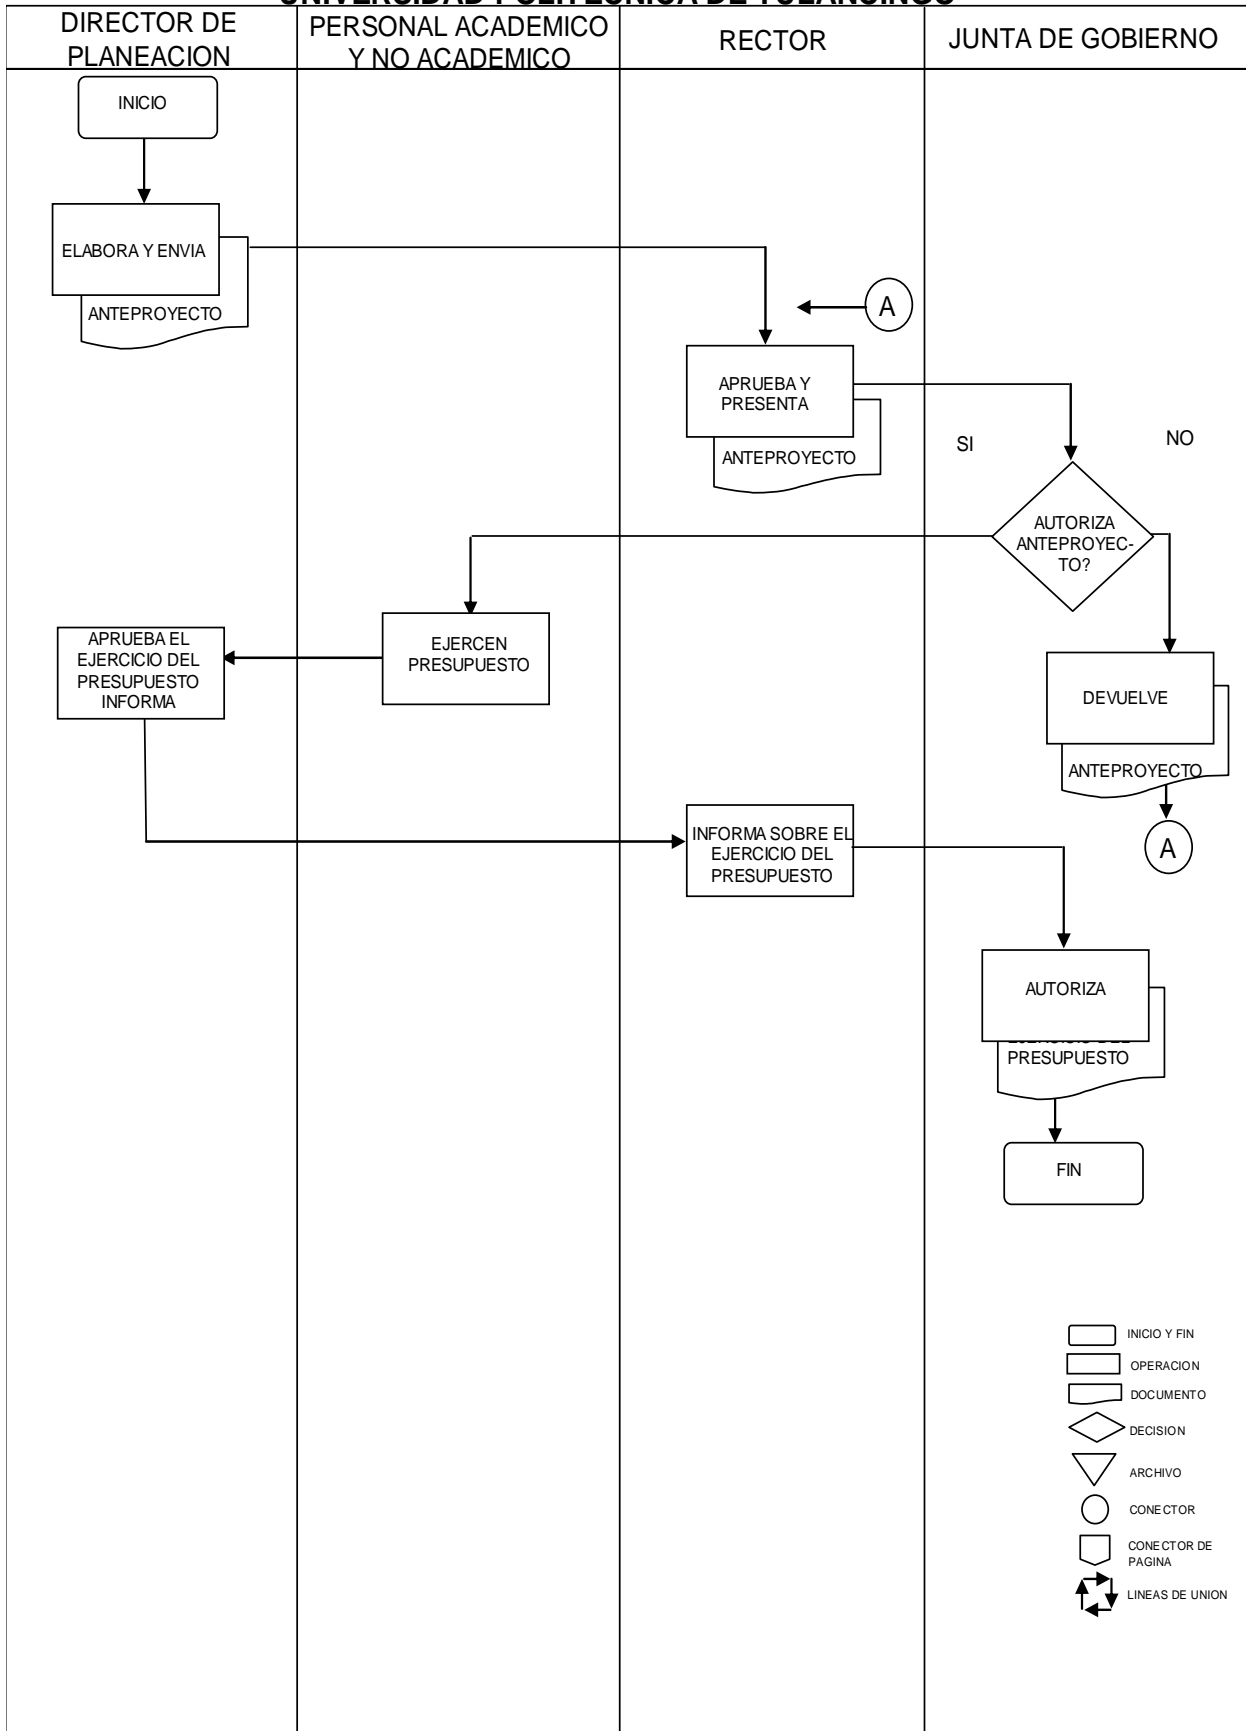 DIRECTOR DE
PLANEACION
PERSONAL ACADEMICO
Y NO ACADEMICO
RECTOR
JUNTA DE GOBIERNO
INICIO
ELABORA Y ENVIA
ANTEPROYECTO
A
APRUEBA Y
PRESENTA
ANTEPROYECTO
SI
NO
AUTORIZA
ANTEPROYEC-
TO?
EJERCEN
PRESUPUESTO
APRUEBA EL
EJERCICIO DEL
PRESUPUESTO
INFORMA
DEVUELVE
ANTEPROYECTO
A
INFORMA SOBRE EL
EJERCICIO DEL
PRESUPUESTO
AUTORIZA
PRESUPUESTO
FIN
INICIO Y FIN
OPERACION
DOCUMENTO
DECISION
ARCHIVO
CONECTOR
CONECTOR DE
PAGINA
LINEAS DE UNION